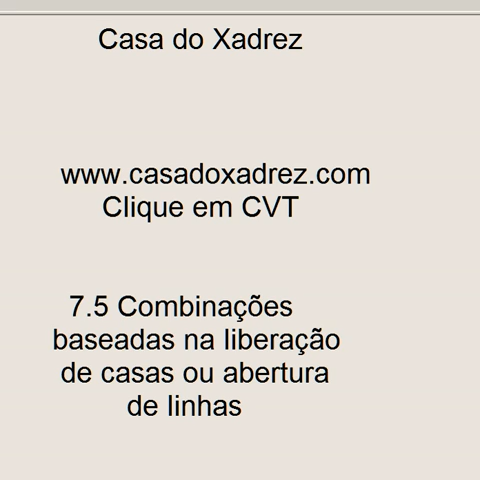 Casa do Xadrez
www.casadoxadrez.com
Clique em CVT
7.5 Combinações
baseadas na liberação
de casas ou abertura
de linhas